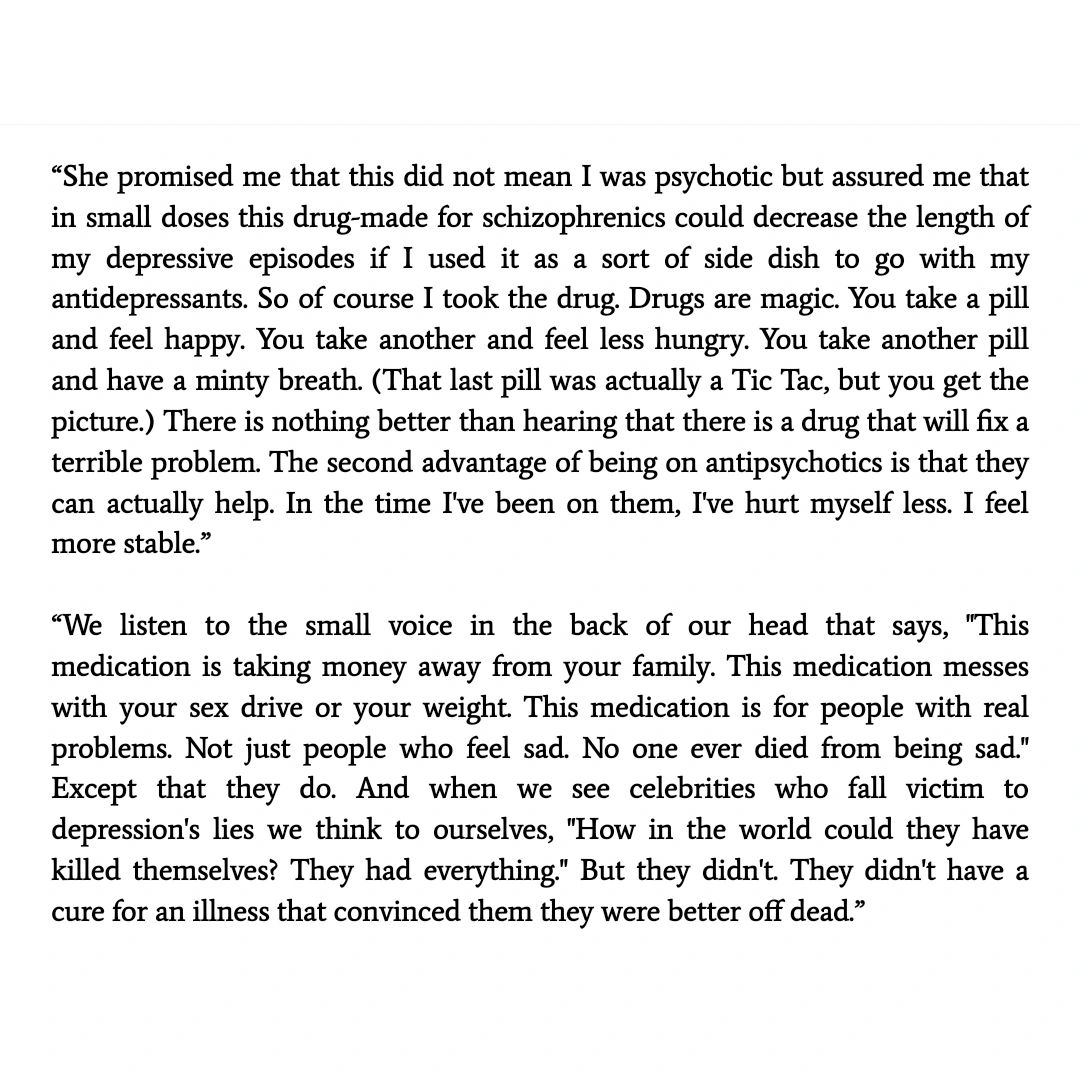 “She promised me that this did not mean I was psychotic but assured me that
in small doses this drug-made for schizophrenics could decrease the length of
my depressive episodes if I used it as a sort of side dish to go with my
antidepressants. So of course I took the drug. Drugs are magic. You take a pill
and feel happy. You take another and feel less hungry. You take another pill
and have a minty breath. (That last pill was actually a Tic Tac, but you get the
picture.) There is nothing better than hearing that there is a drug that will fix a
terrible problem. The second advantage of being on antipsychotics is that they
can actually help. In the time I've been on them, I've hurt myself less. I feel
more stable.”
“We listen to the small voice in the back of our head that says, "This
medication is taking money away from your family. This medication messes
with your sex drive or your weight. This medication is for people with real
problems. Not just people who feel sad. No one ever died from being sad."
Except that they do. And when we see celebrities who fall victim to
depression's lies we think to ourselves, "How in the world could they have
killed themselves? They had everything." But they didn't. They didn't have a
cure for an illness that convinced them they were better off dead.”